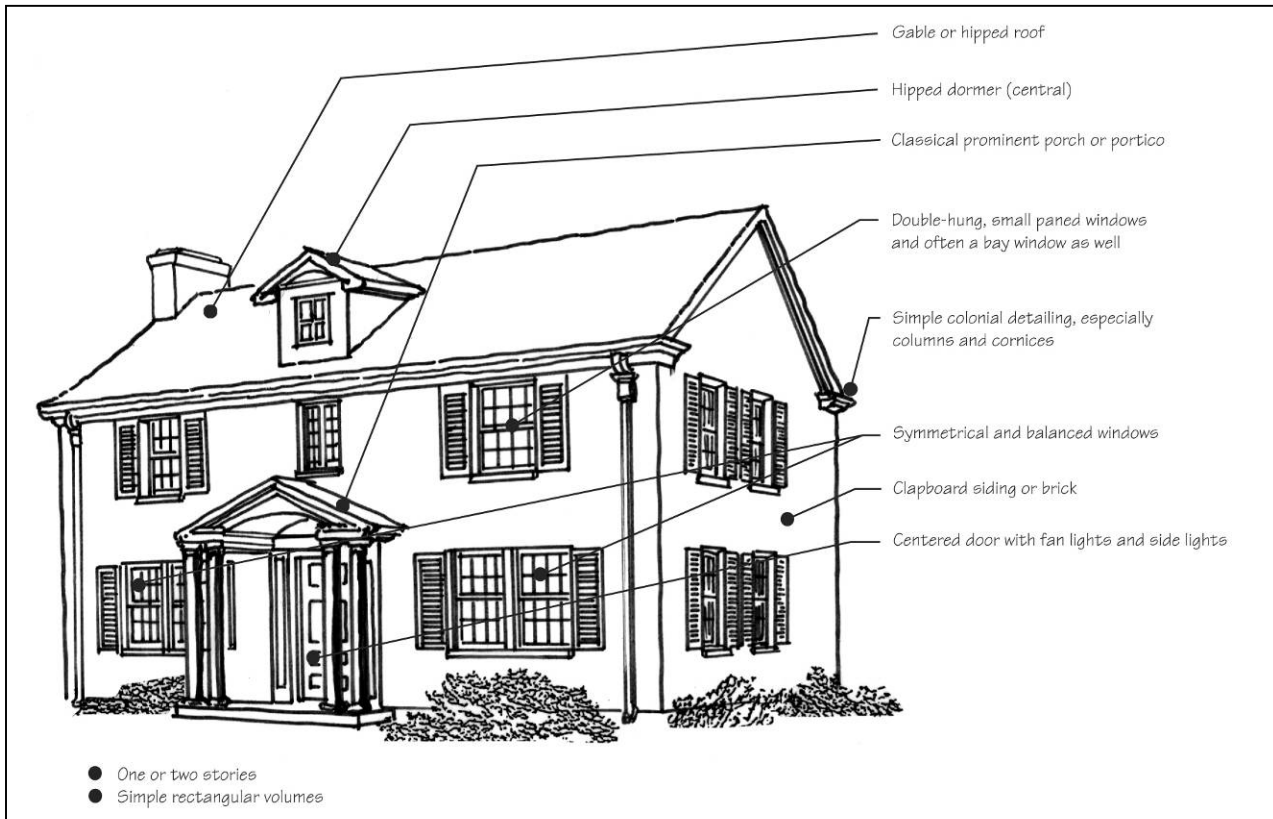 Gable or hipped roof
Hipped dormer (central)
Classical prominent porch or portico
Double-hung, small paned windows
and often a bay window as well
Simple colonial detailing, especially
columns and cornices
Symmetrical and balanced windows
Clapboard siding or brick
Centered door with fan lights and side lights
One or two stories
Simple rectangular volumes